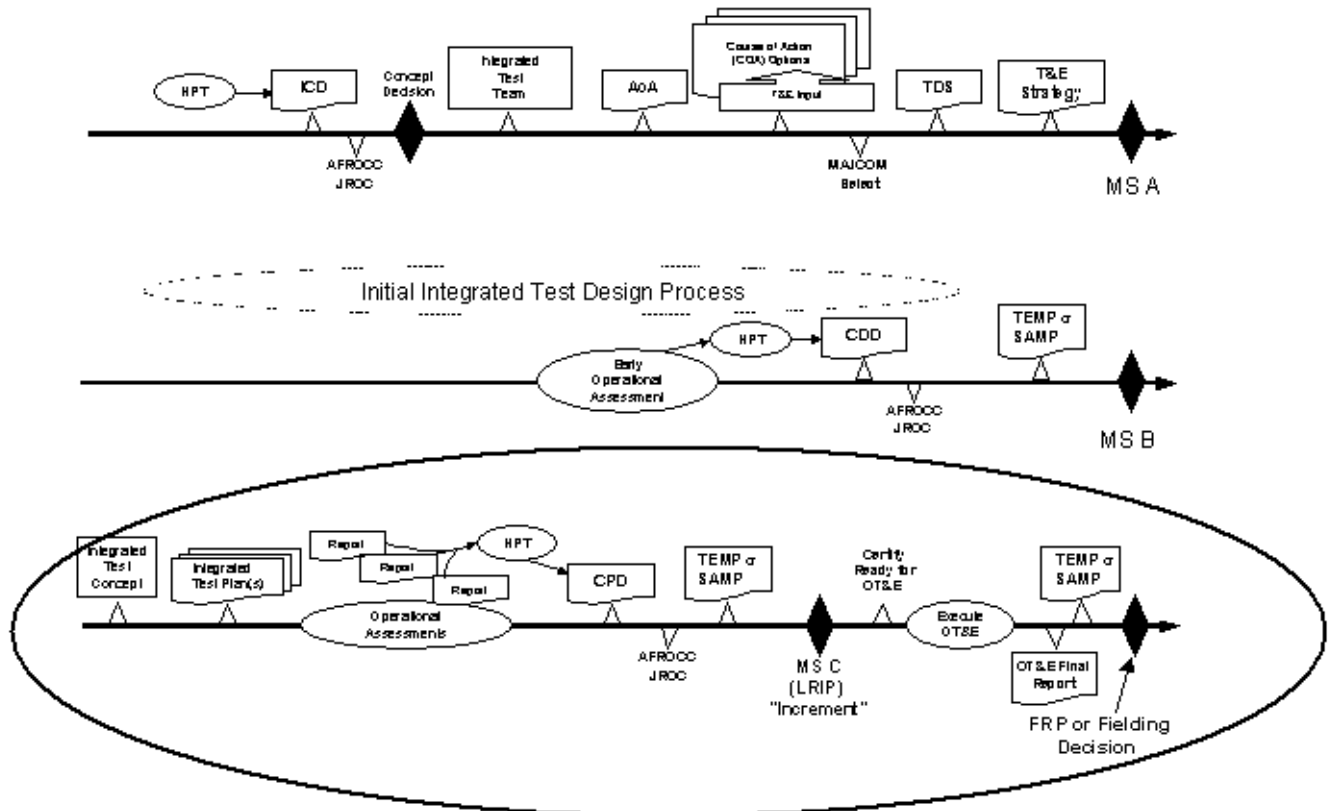 HPT
ICD
Concept
Decision
Integrated
Test
Team
AoA
Course of Action
(COA) Options
T&E Input
TDS
T&E
Strategy
AFROCC
JROC
MAJCOM
Select
MS A
Initial Integrated Test Design Process
Early
Operational
Assessment
HPT
CDD
TEMP or
SAMP
AFROCC
JROC
MS B
Integrated
Test
Concept
Integrated
Test Plan(s)
Report
Report
Report
HPT
Operational
Assessments
CPD
TEMP or
SAMP
AFROCC
JROC
MS C
(LRIP)
"Increment"
Certify
Ready for
OT&E
Execute
OT&E
OT&E Final
Report
TEMP or
SAMP
FRP or Fielding
Decision